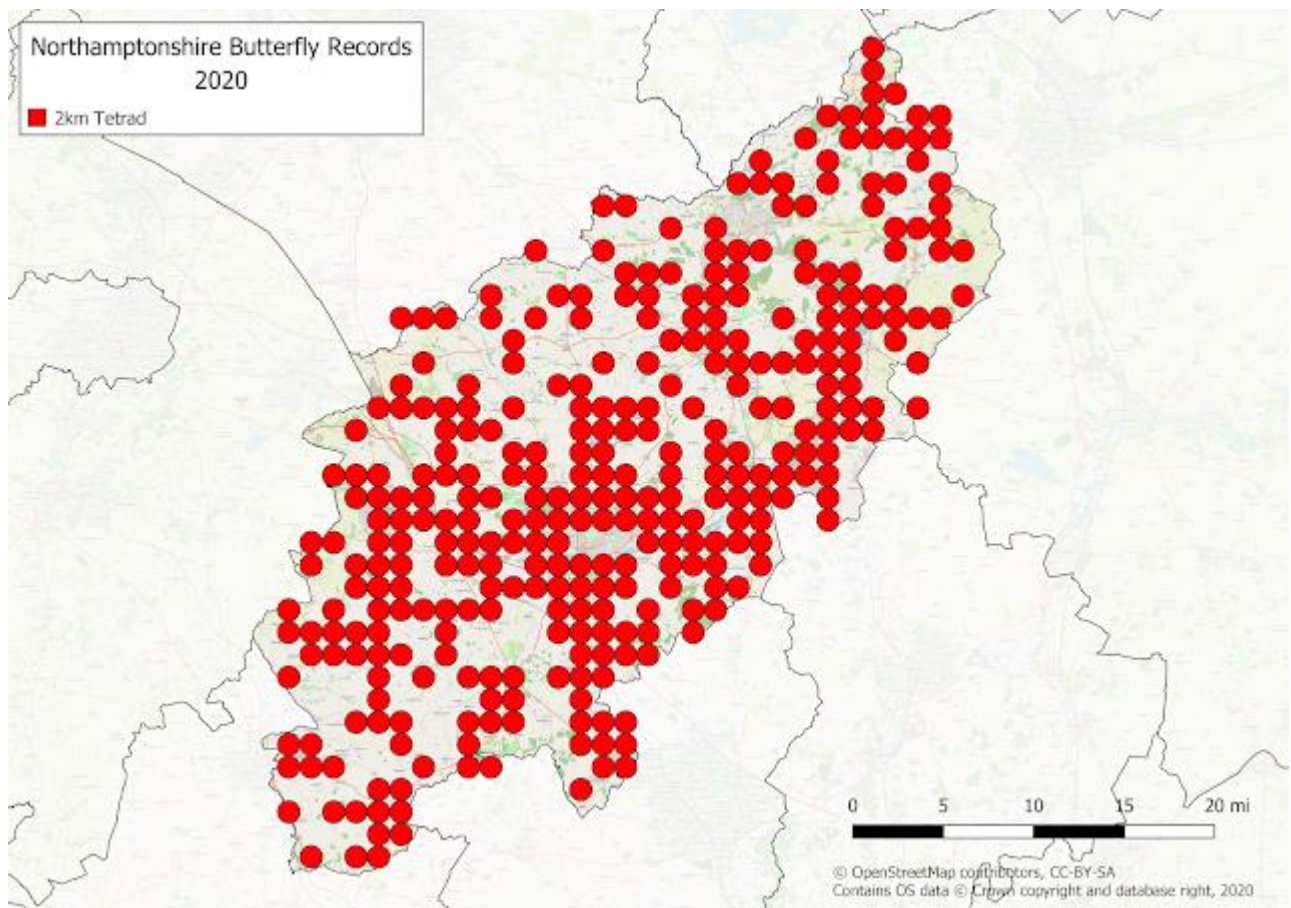 Northamptonshire Butterfly Records
2020
2km Tetrad
0 5 10 15 20 mi
© OpenStreetMap contributors, CC-BY-SA
Contains OS data © Crown copyright and database right, 2020